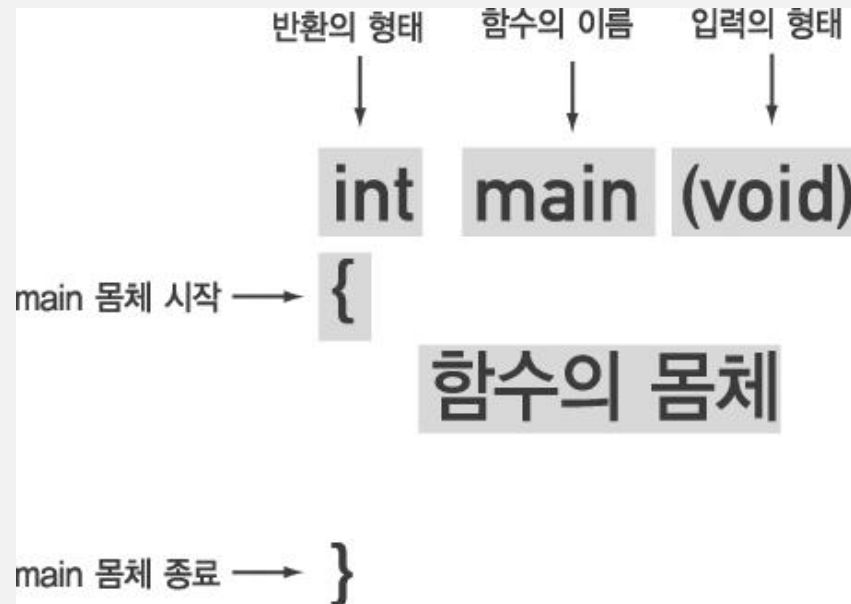 반환의 형태 함수의 이름 입력의 형태
int main (void)
main 몸체 시작 {
함수의 몸체
main 몸체 종료 }